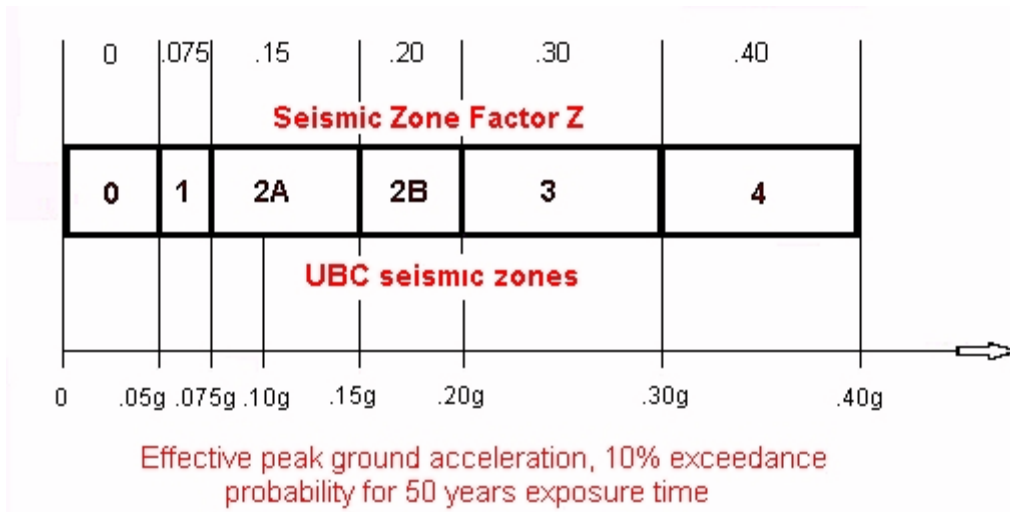 0 .075 .15 .20 .30 .40
Seismic Zone Factor Z
0 1 2A 2B 3 4
UBC seismic zones
0 .05g .075g .10g .15g .20g .30g .40g
Effective peak ground acceleration, 10% exceedance
probability for 50 years exposure time